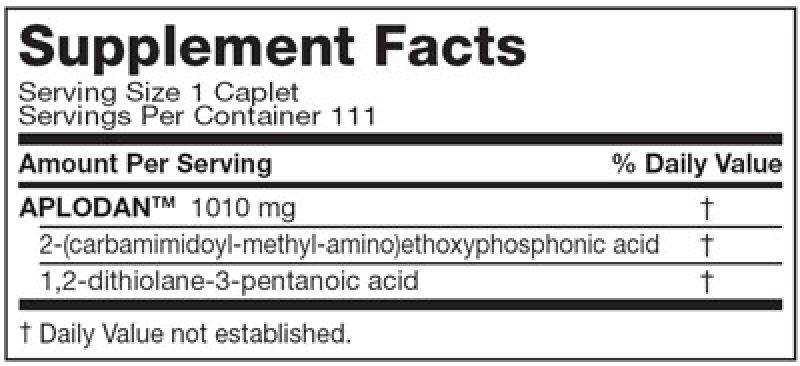 Supplement Facts
Serving Size 1 Caplet
Servings Per Container 111
Amount Per Serving % Daily Value
APLODAN™ 1010 mg †
2-(carbamimidoyl-methyl-amino)ethoxyphosphonic acid †
1,2-dithiolane-3-pentanoic acid †
† Daily Value not established.